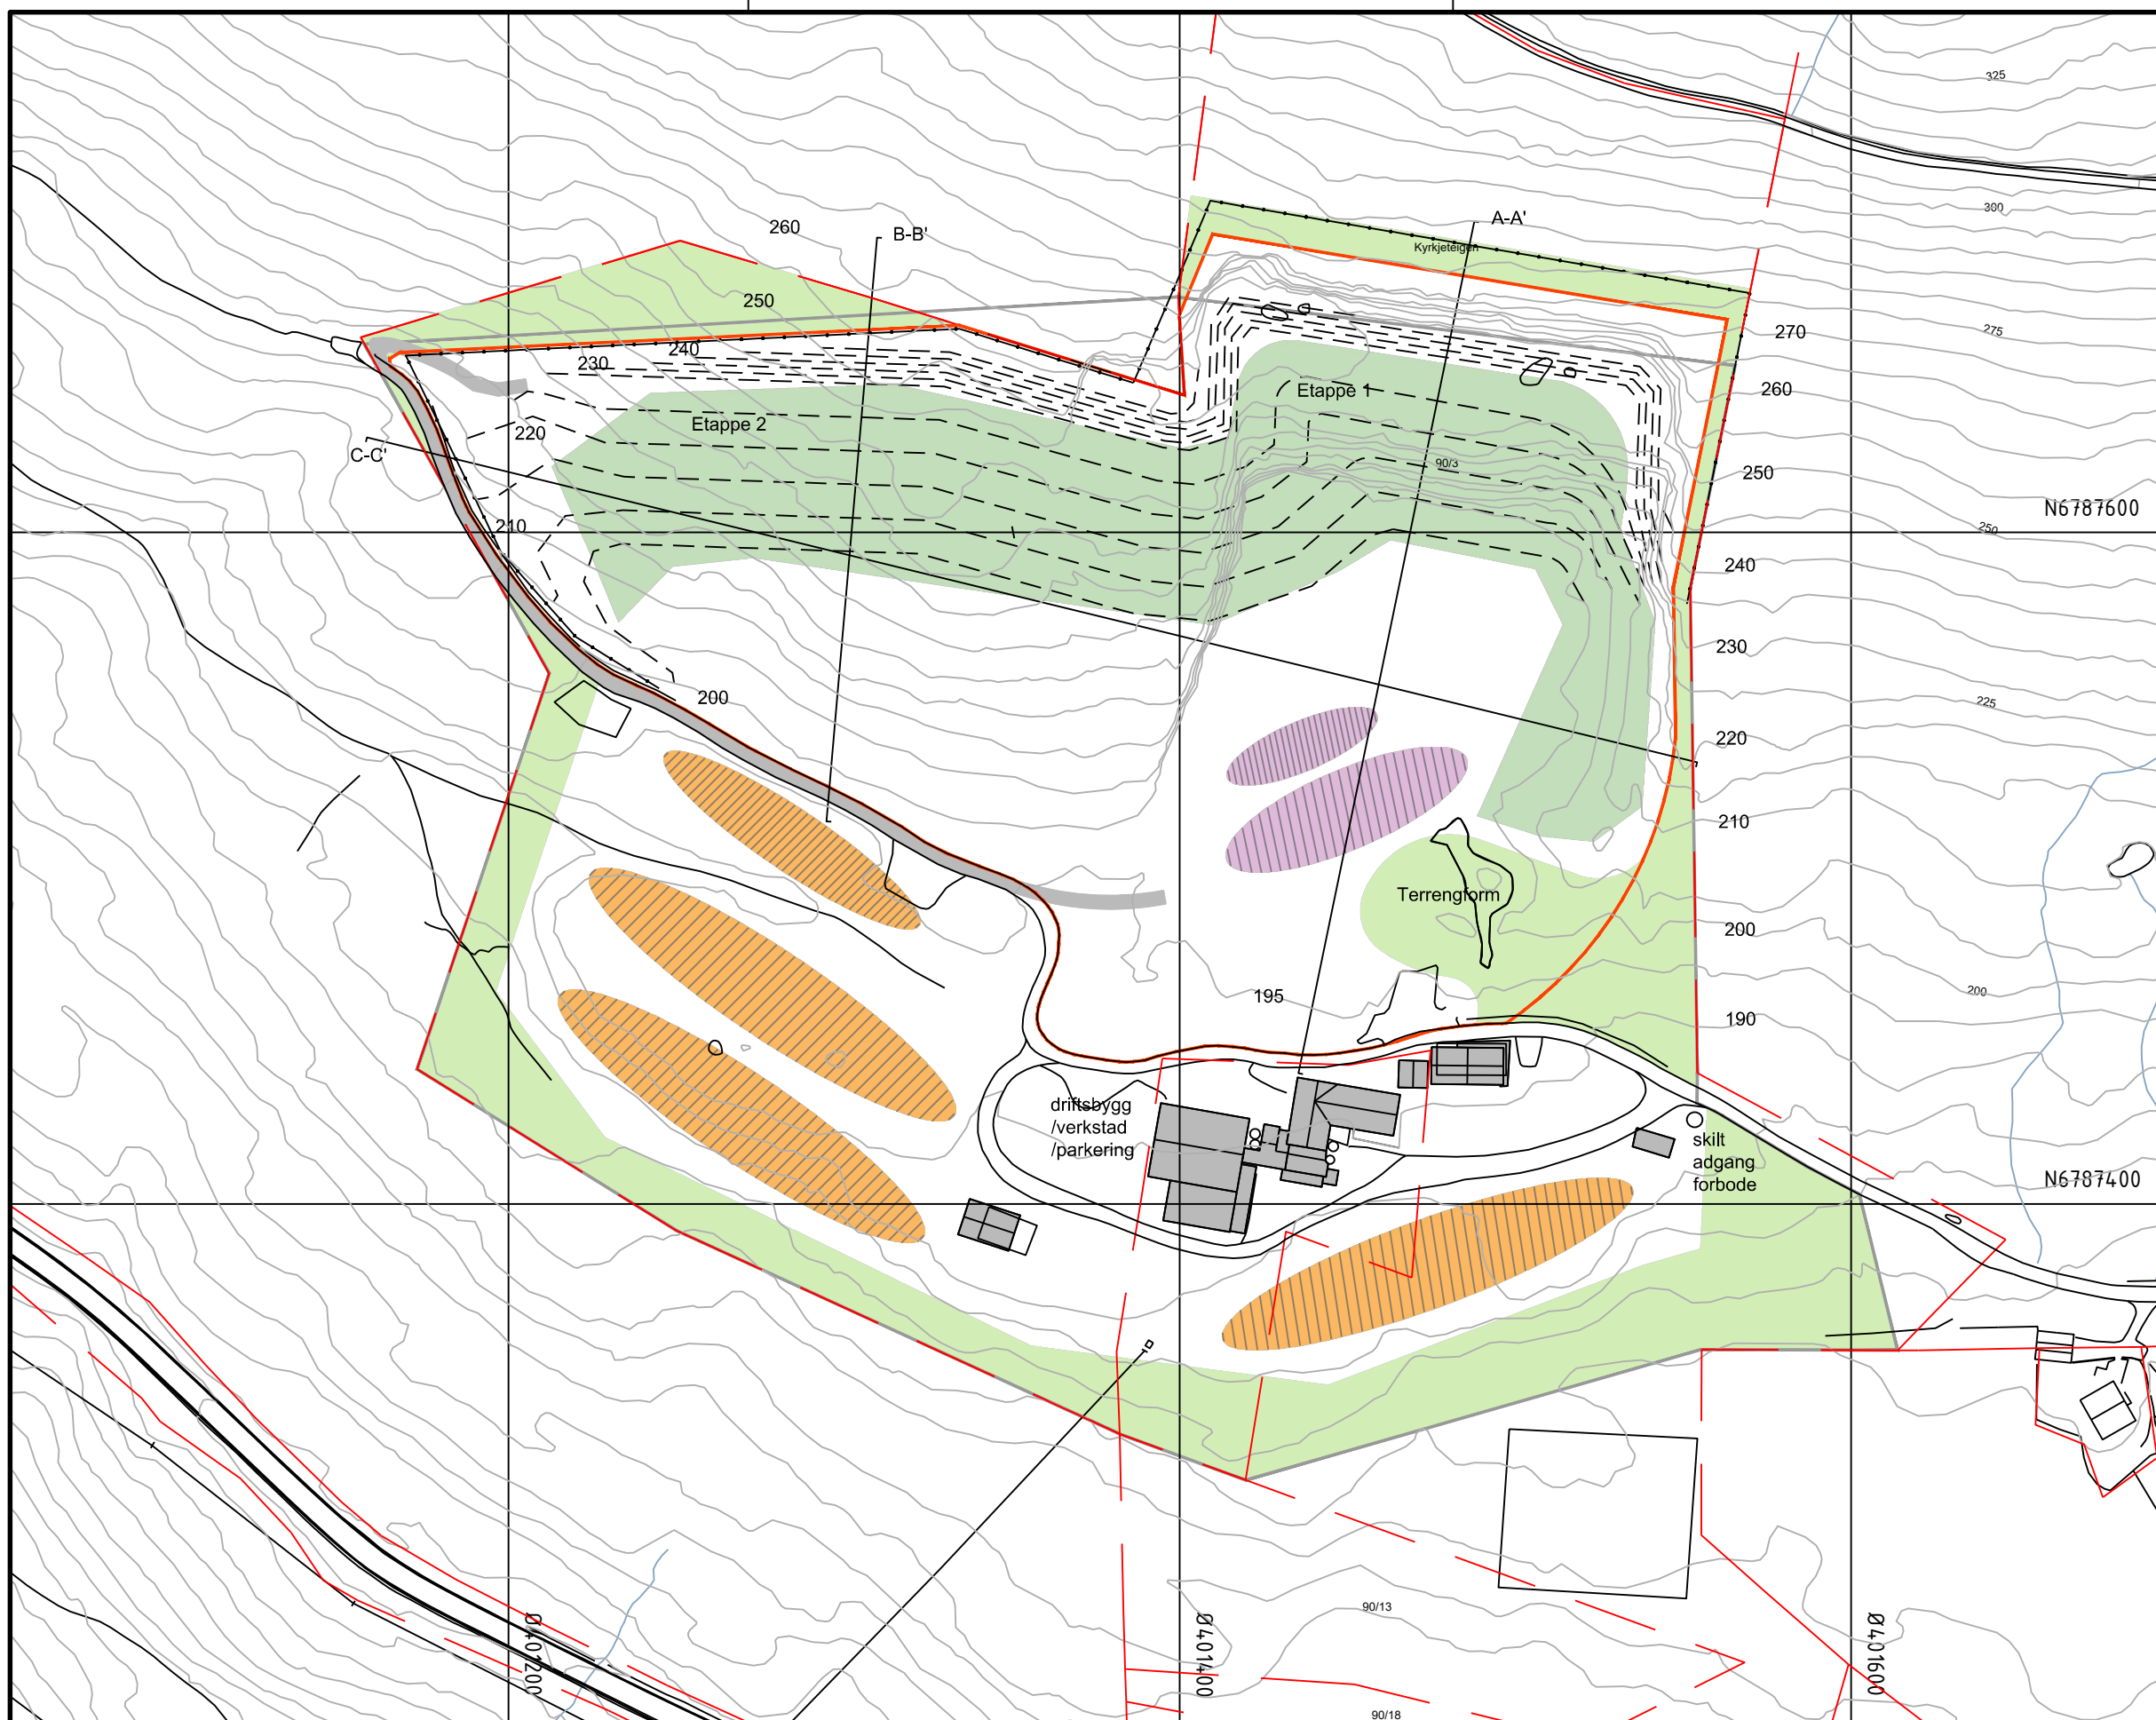 325
300
260
B-B'
A-A'
Kyrkjeteigen
250
270
275
240
230
260
Etappe 1
Etappe 2
220
C-C'
90/3
250
N6787600
210
250
240
230
200
225
220
210
Terrengform
200
195
200
190
driftsbygg
/verkstad
/parkering
skilt
adgang
forbode
N6787400
90/13
Ø401200
Ø401400
Ø401600
90/18